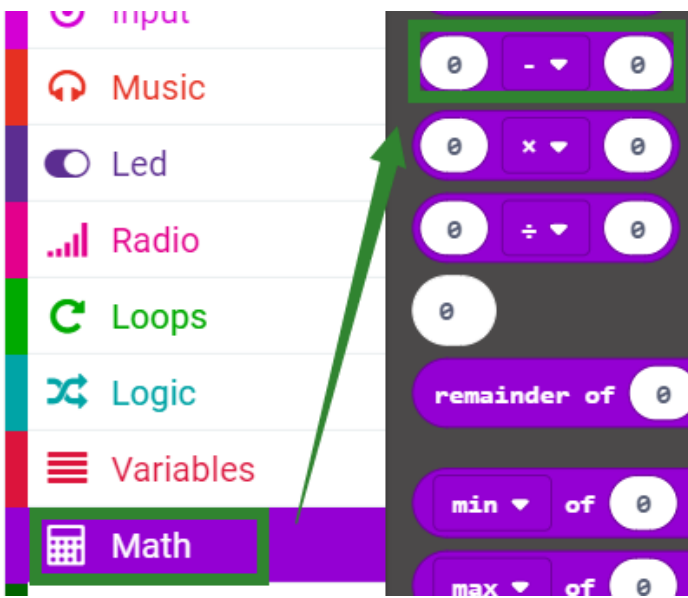 Input
Music
Led
Radio
Loops
Logic
Variables
Math
0 - 0
0 × 0
0 ÷ 0
0
remainder of 0
min of 0
max of 0